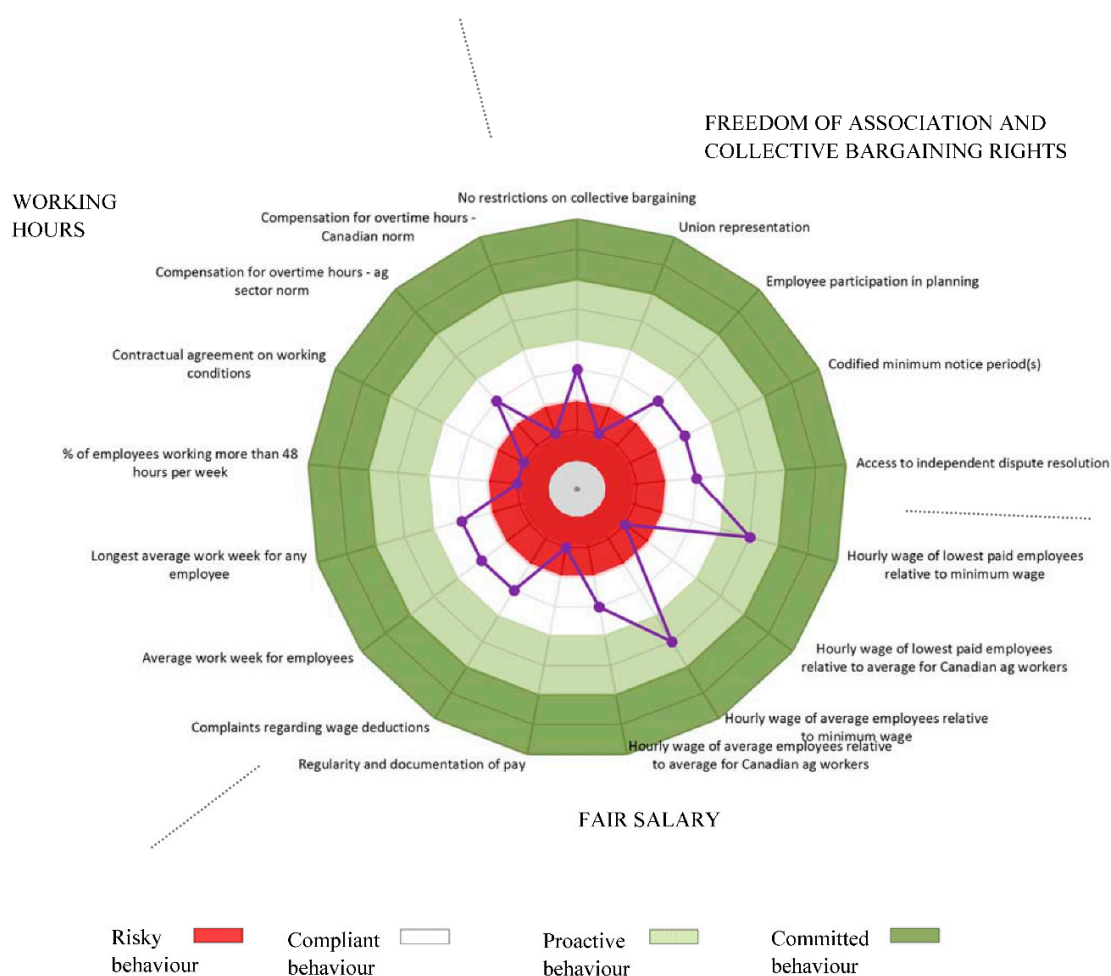 FREEDOM OF ASSOCIATION AND
COLLECTIVE BARGAINING RIGHTS
WORKING
HOURS
No restrictions on collective bargaining
Compensation for overtime hours -
Canadian norm
Union representation
Compensation for overtime hours - ag
sector norm
Employee participation in planning
Contractual agreement on working
conditions
Codified minimum notice period(s)
% of employees working more than 48
hours per week
Access to independent dispute resolution
Longest average work week for any
employee
Hourly wage of lowest paid employees
relative to minimum wage
Average work week for employees
Hourly wage of lowest paid employees
relative to average for Canadian ag workers
Complaints regarding wage deductions
Hourly wage of average employees relative
to minimum wage
Regularity and documentation of pay
Hourly wage of average employees relative
to average for Canadian ag workers
FAIR SALARY
Risky
behaviour
Compliant
behaviour
Proactive
behaviour
Committed
behaviour